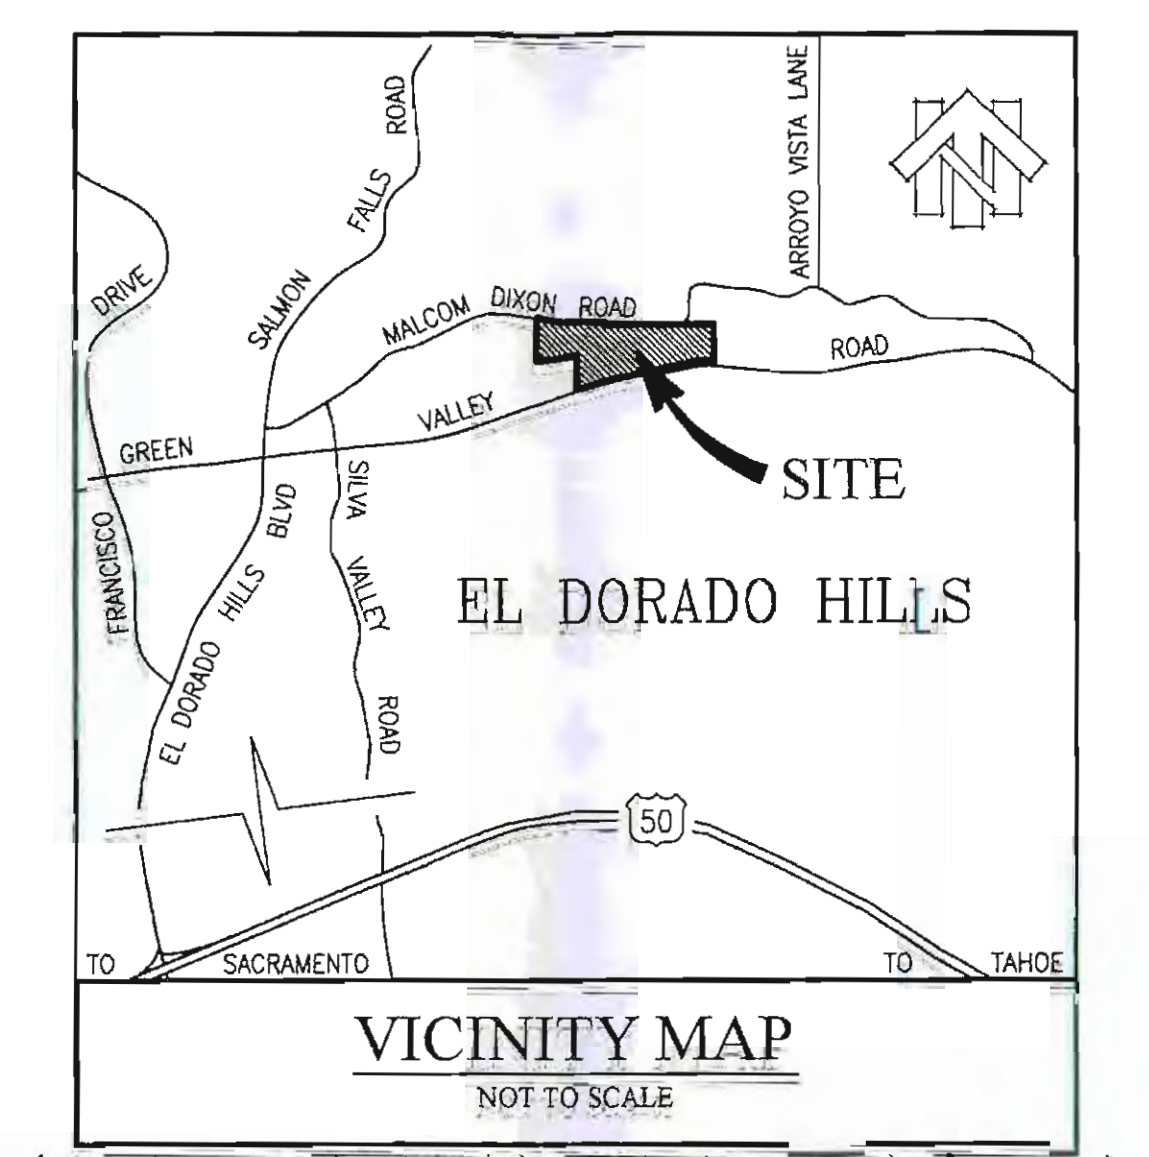 SALMON FALLS ROAD
ARROYO VISTA LANE
N
FRANCISCO DRIVE
MALCOM DIXON ROAD
GREEN VALLEY ROAD
SITE
SILVA VALLEY ROAD
EL DORADO HILLS BLVD
EL DORADO HILLS
50
TO SACRAMENTO
TO TAHOE
VICINITY MAP
NOT TO SCALE